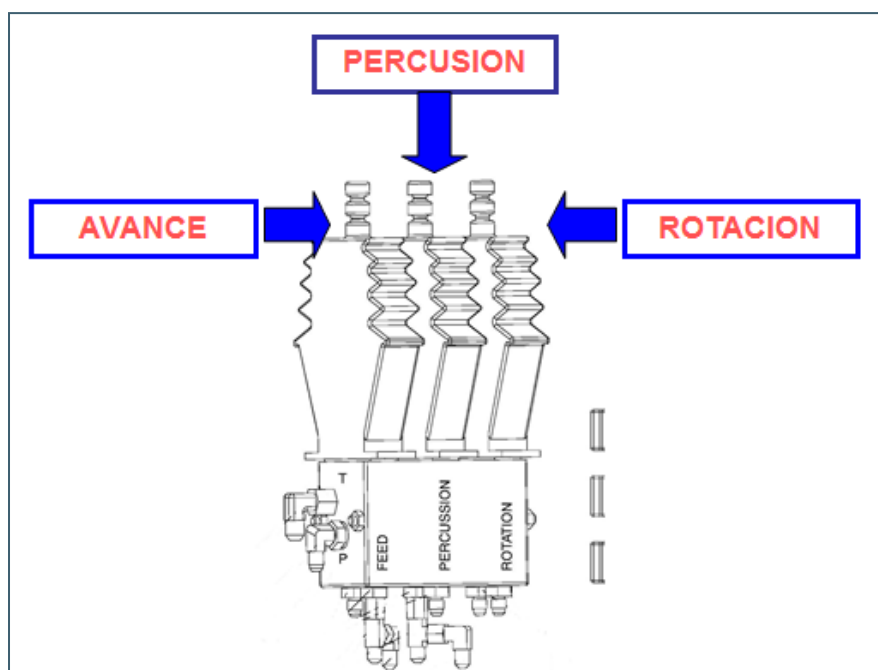 PERCUSION
AVANCE
ROTACION
T
P
FEED
PERCUSSION
ROTATION